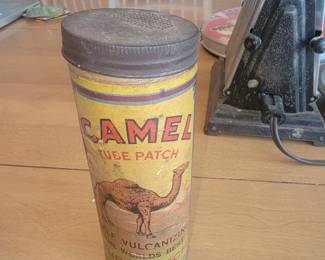 CAMEL
TUBE PATCH
VULCANIZING
WORLDS BEST